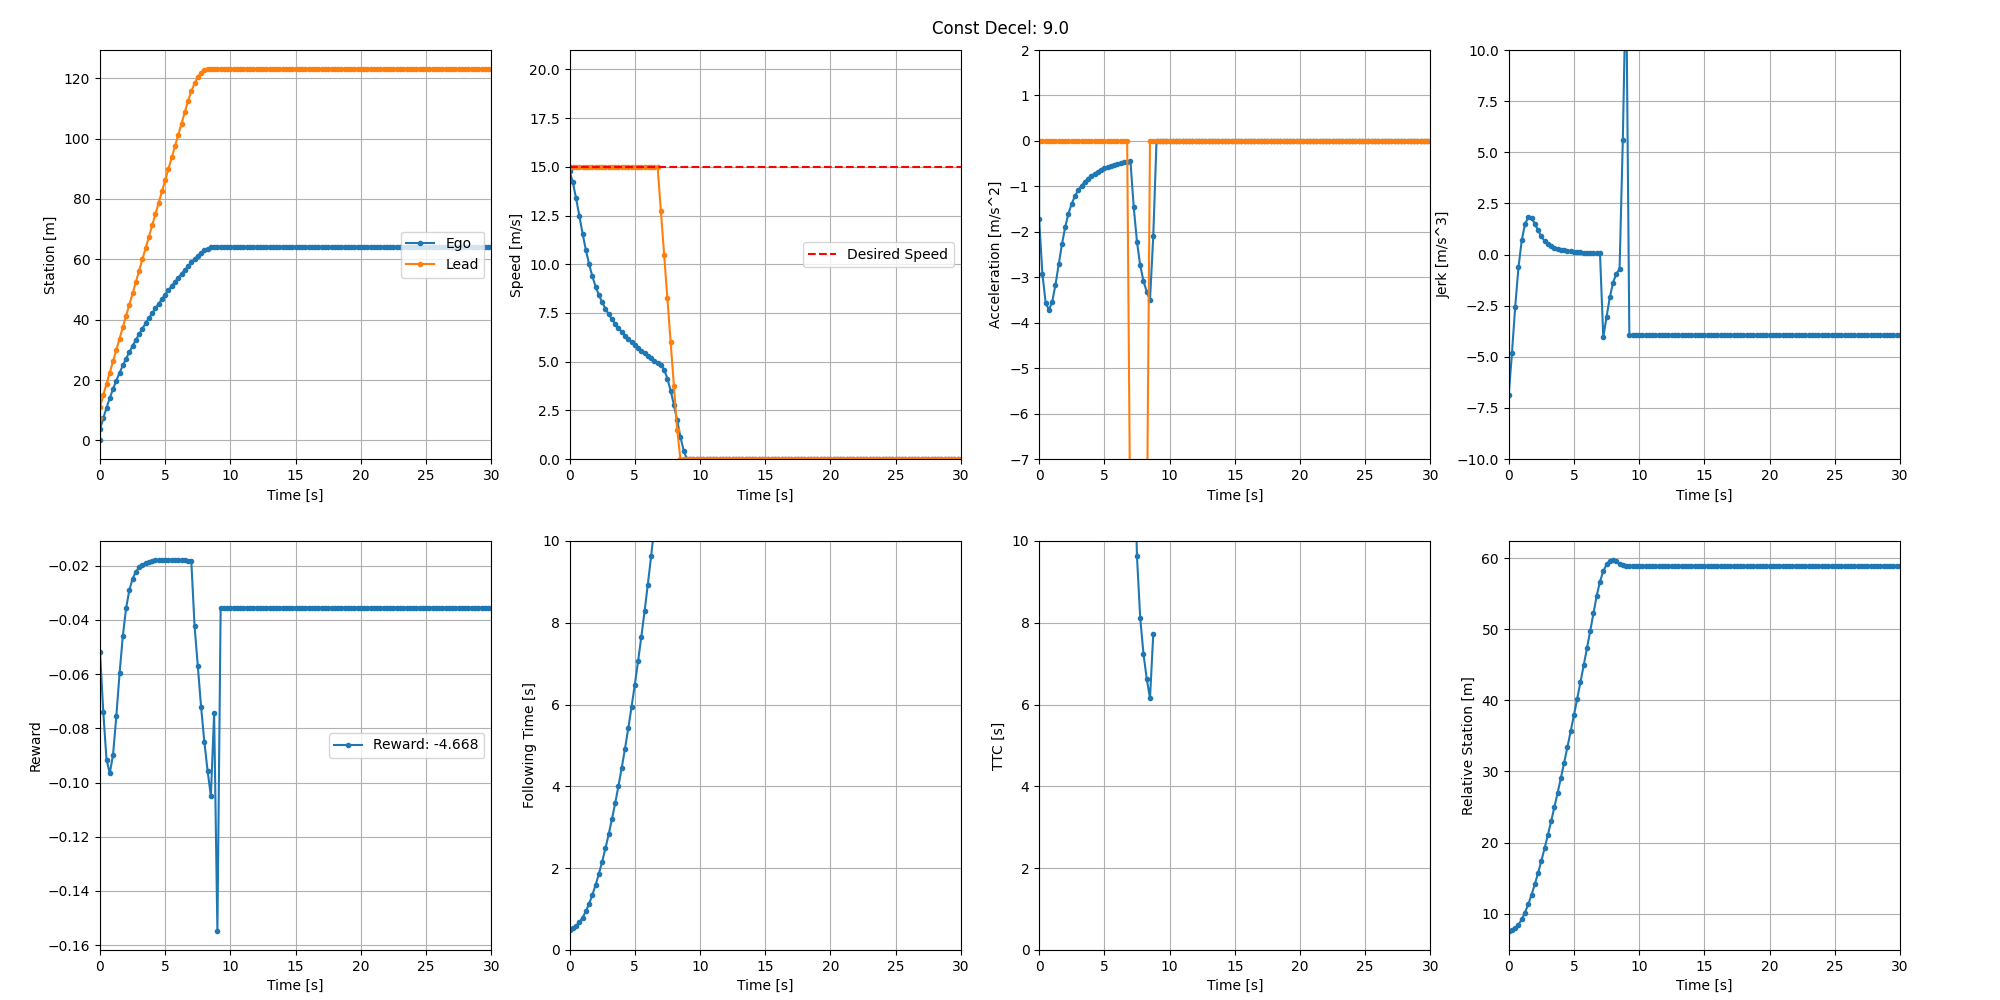 Const Decel: 9.0
Station [m]
120
100
80
60
40
20
0
0 5 10 15 20 25 30
Time [s]
Ego
Lead
Speed [m/s]
20.0
17.5
15.0
12.5
10.0
7.5
5.0
2.5
0.0
0 5 10 15 20 25 30
Time [s]
Desired Speed
Acceleration [m/s^2]
2
1
0
−1
−2
−3
−4
−5
−6
−7
0 5 10 15 20 25 30
Time [s]
Jerk [m/s^3]
10.0
7.5
5.0
2.5
0.0
−2.5
−5.0
−7.5
−10.0
0 5 10 15 20 25 30
Time [s]
Reward
−0.02
−0.04
−0.06
−0.08
−0.10
−0.12
−0.14
−0.16
0 5 10 15 20 25 30
Time [s]
Reward: -4.668
Following Time [s]
10
8
6
4
2
0
0 5 10 15 20 25 30
Time [s]
TTC [s]
10
8
6
4
2
0
0 5 10 15 20 25 30
Time [s]
Relative Station [m]
60
50
40
30
20
10
0 5 10 15 20 25 30
Time [s]